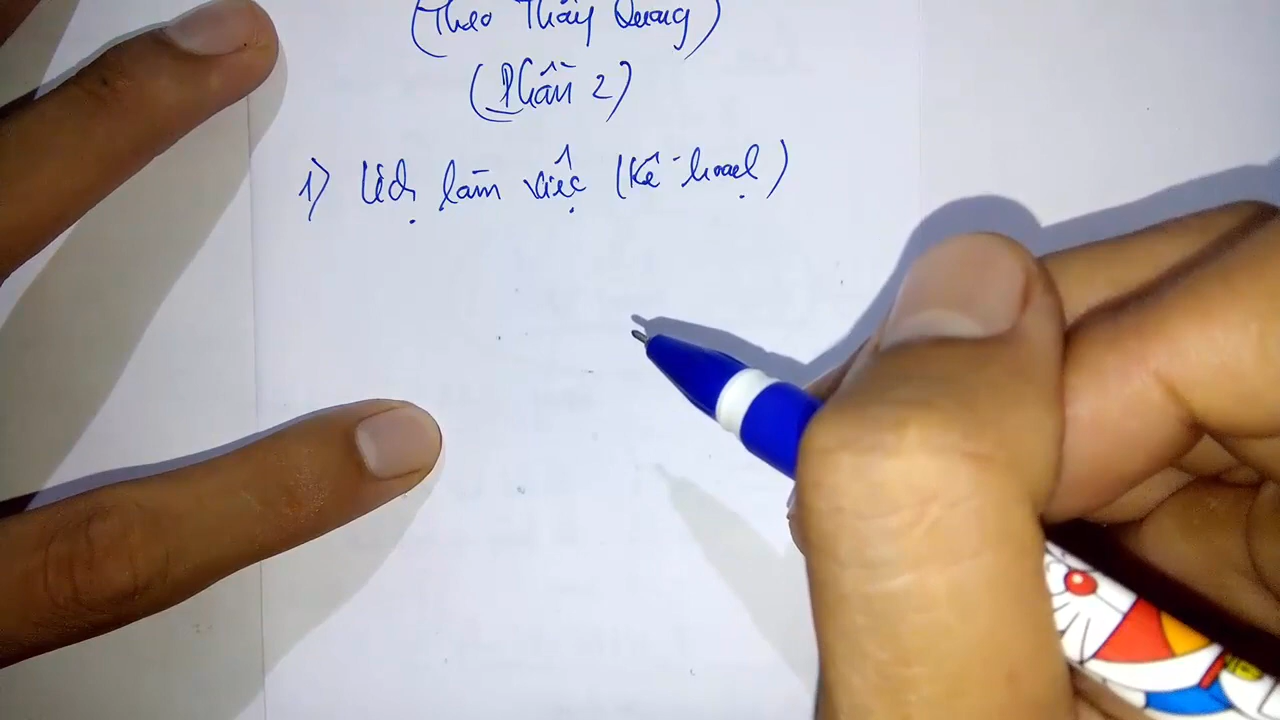 (Theo Thầy Quang)
(Phần 2)
1) Lịch làm việc (Kế hoạch)